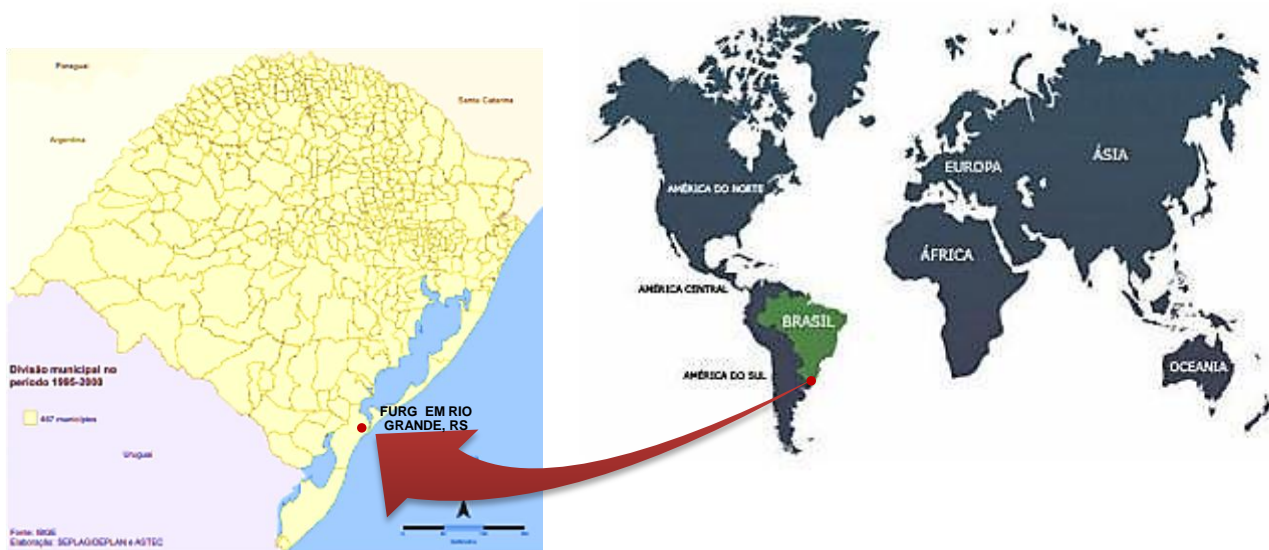 Paraguai
Santa Catarina
Argentina
Divisão municipal no
período 1995-2000
467 municípios
FURG EM RIO
GRANDE, RS
Uruguai
Fonte: IBGE
Elaboração: SEPLAG/DEPLAN e ASTEC
AMÉRICA DO NORTE
EUROPA
ÁSIA
ÁFRICA
AMÉRICA CENTRAL
BRASIL
AMÉRICA DO SUL
OCEANIA